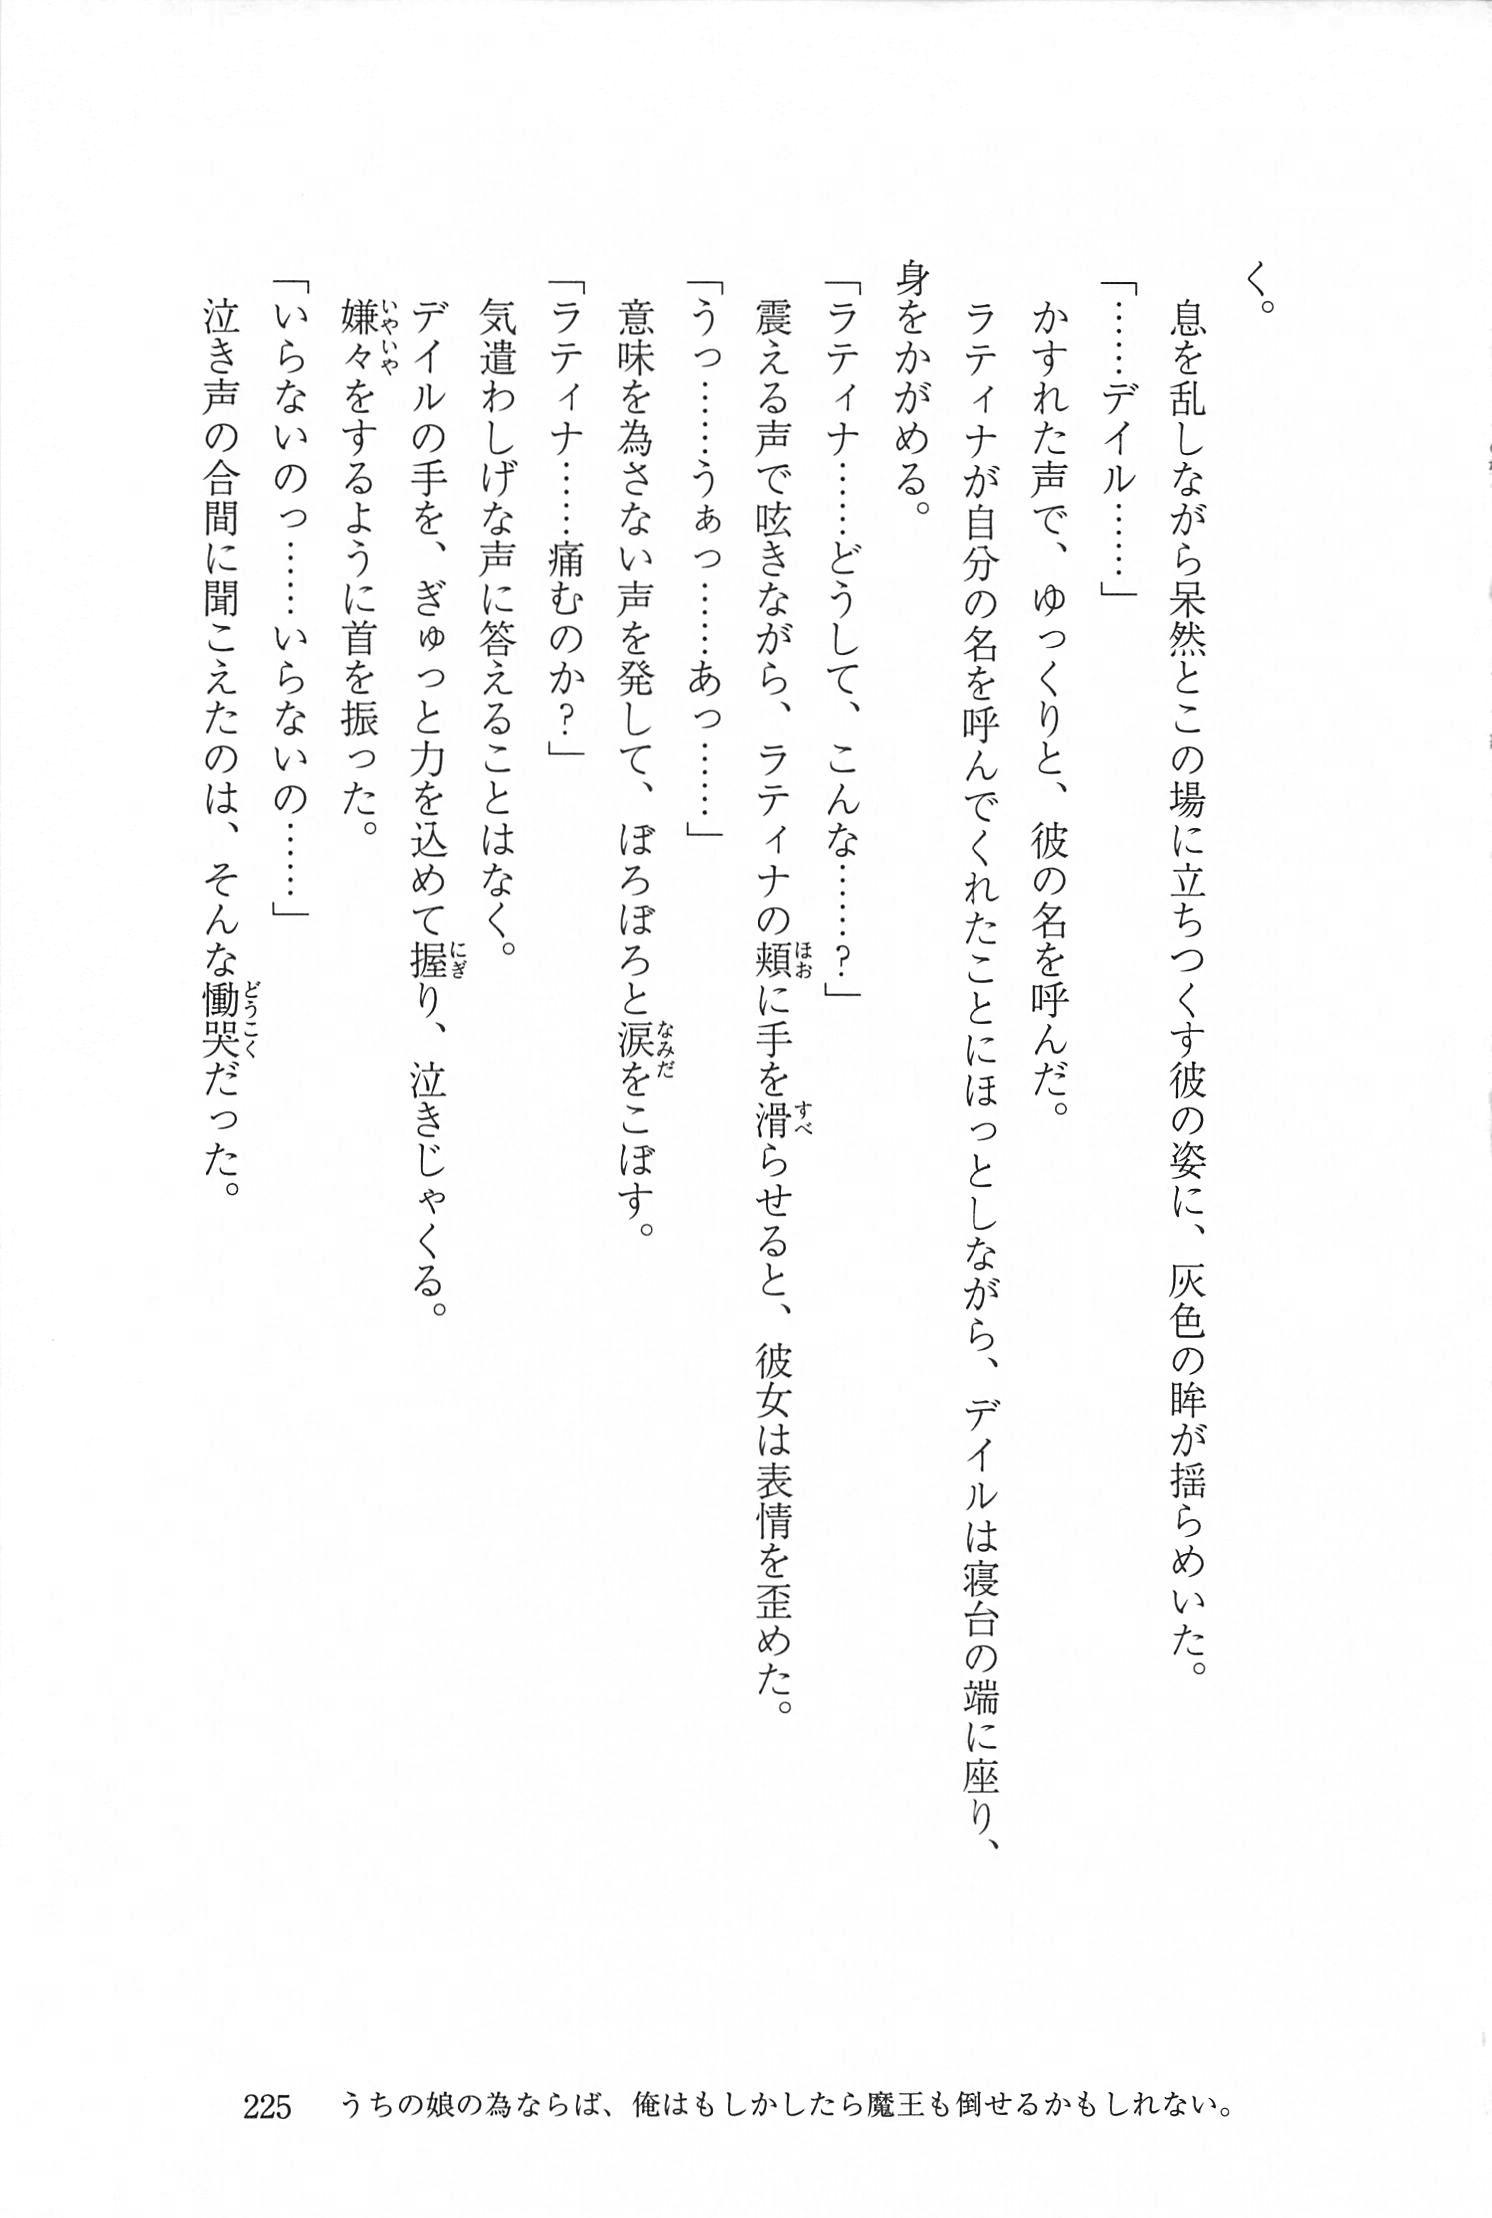 く。
　息を乱しながら呆然とこの場に立ちつくす彼の姿に、灰色の眸が揺らめいた。
「……デイル……」
　かすれた声で、ゆっくりと、彼の名を呼んだ。
　ラティナが自分の名を呼んでくれたことにほっとしながら、デイルは寝台の端に座り、
身をかがめる。
「ラティナ……どうして、こんな……？」
　震える声で呟きながら、ラティナの頬に手を滑らせると、彼女は表情を歪めた。
「うっ……うぁっ……あっ……」
　意味を為さない声を発して、ぼろぼろと涙をこぼす。
「ラティナ……痛むのか？」
　気遣わしげな声に答えることはなく。
　デイルの手を、ぎゅっと力を込めて握り、泣きじゃくる。
　嫌々をするように首を振った。
「いらないのっ……いらないの……」
　泣き声の合間に聞こえたのは、そんな慟哭だった。
225　うちの娘の為ならば、俺はもしかしたら魔王も倒せるかもしれない。